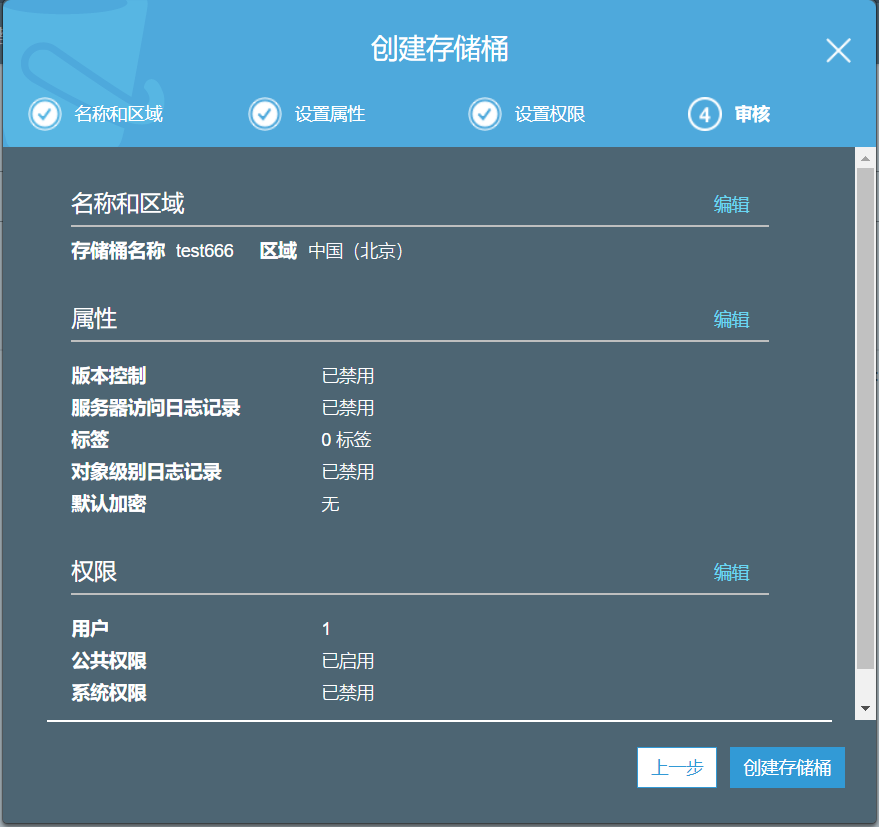 创建存储桶
名称和区域 设置属性 设置权限 4 审核
名称和区域 编辑
存储桶名称 test666 区域 中国（北京）
属性 编辑
版本控制 已禁用
服务器访问日志记录 已禁用
标签 0 标签
对象级别日志记录 已禁用
默认加密 无
权限 编辑
用户 1
公共权限 已启用
系统权限 已禁用
上一步 创建存储桶